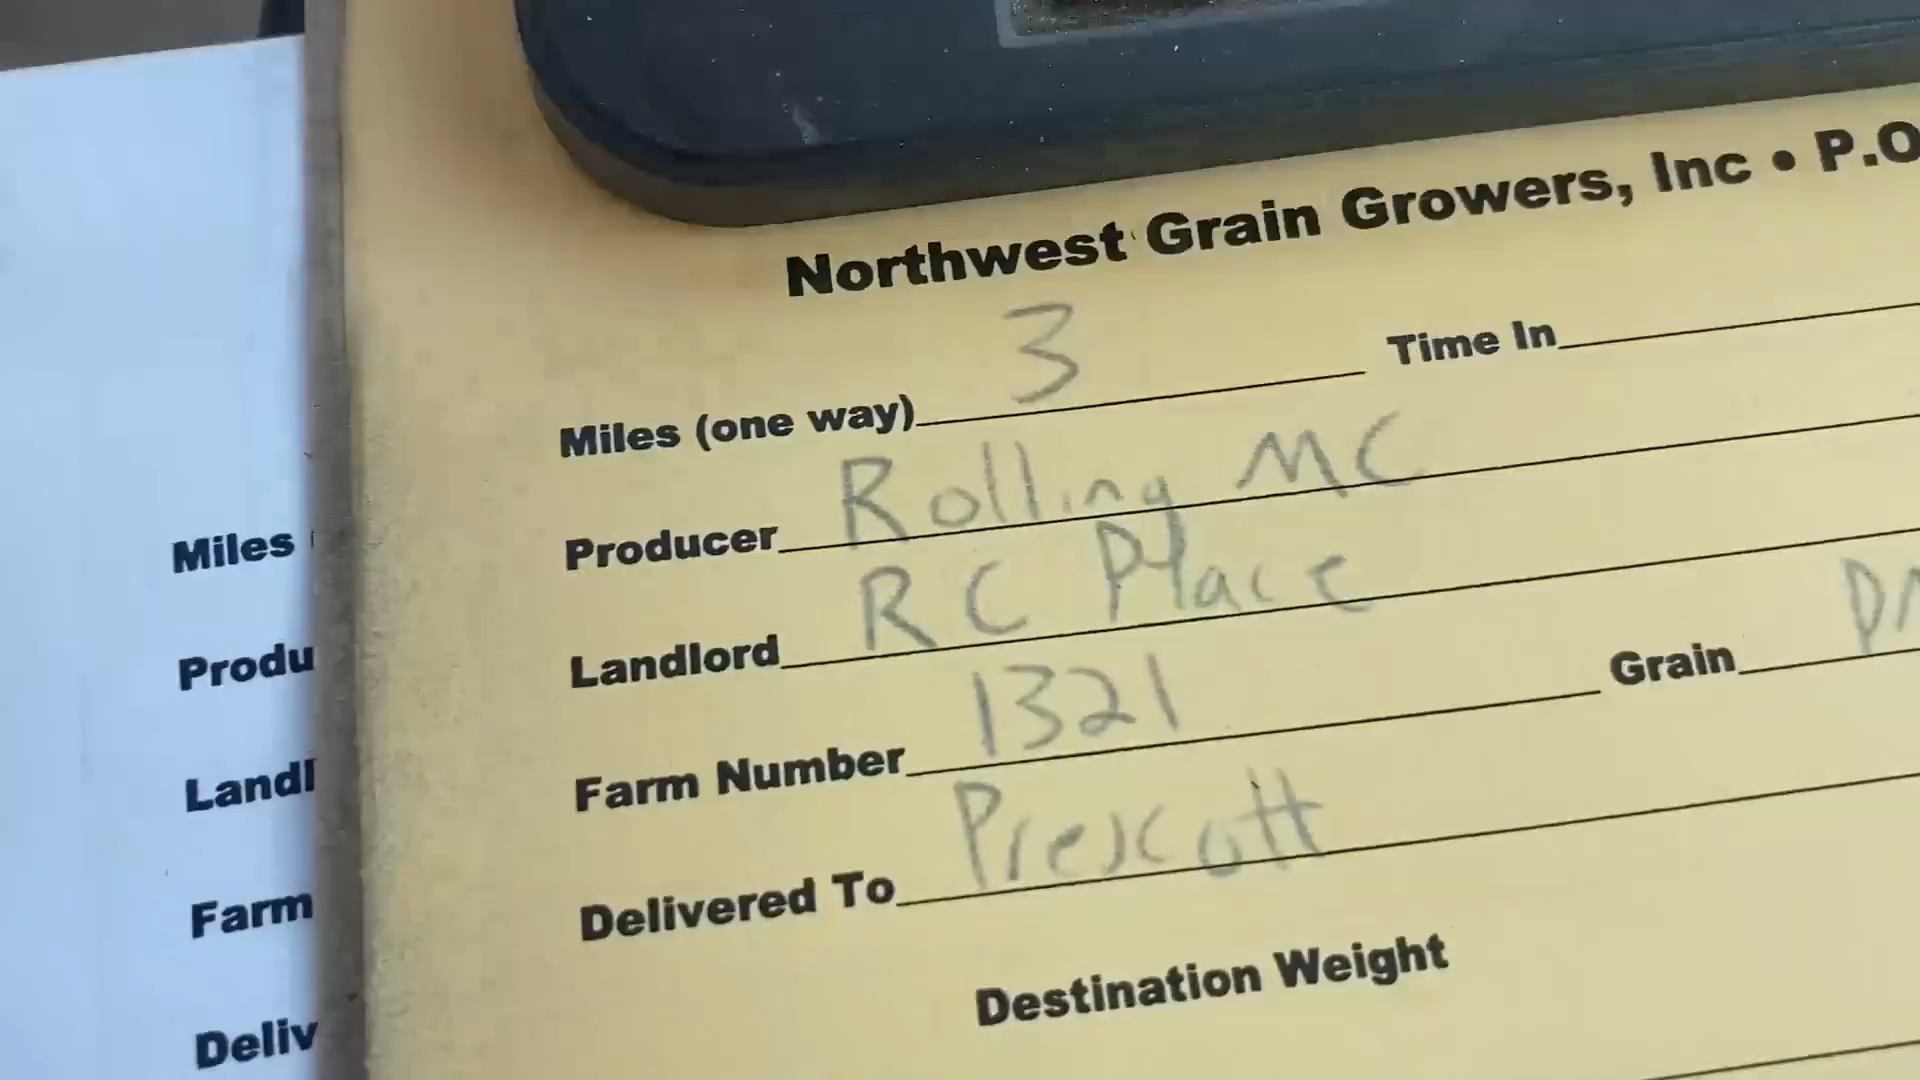 Northwest Grain Growers, Inc • P.O
Miles (one way) 3 Time In
Producer Rolling MC
Landlord RC Place
Farm Number 1321 Grain
Delivered To Prescott
Destination Weight
Miles
Produ
Landl
Farm
Deliv